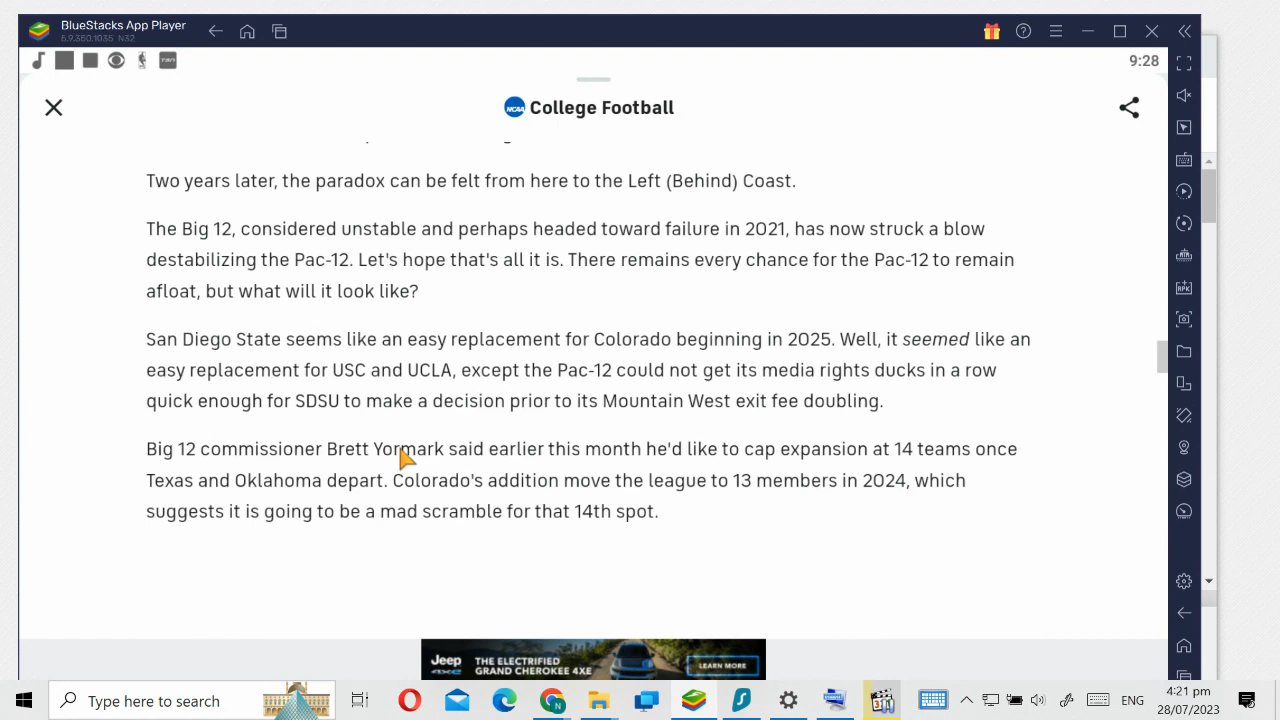 BlueStacks App Player
5.9.350.1035 N32
9:28
NCAA College Football
Two years later, the paradox can be felt from here to the Left (Behind) Coast.
The Big 12, considered unstable and perhaps headed toward failure in 2021, has now struck a blow
destabilizing the Pac-12. Let's hope that's all it is. There remains every chance for the Pac-12 to remain
afloat, but what will it look like?
San Diego State seems like an easy replacement for Colorado beginning in 2025. Well, it seemed like an
easy replacement for USC and UCLA, except the Pac-12 could not get its media rights ducks in a row
quick enough for SDSU to make a decision prior to its Mountain West exit fee doubling.
Big 12 commissioner Brett Yormark said earlier this month he'd like to cap expansion at 14 teams once
Texas and Oklahoma depart. Colorado's addition move the league to 13 members in 2024, which
suggests it is going to be a mad scramble for that 14th spot.
Jeep THE ELECTRIFIED LEARN MORE
4xe GRAND CHEROKEE 4XE
Type here to search
ENG
4:21 pm
28/07/2023